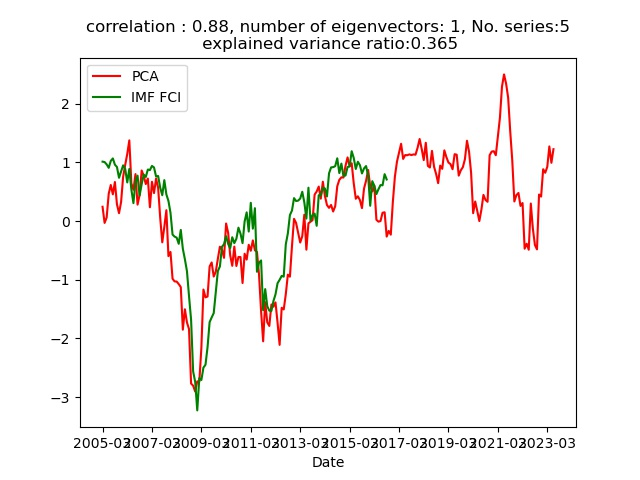 correlation : 0.88, number of eigenvectors: 1, No. series:5
explained variance ratio:0.365
PCA
IMF FCI
2
1
0
−1
−2
−3
2005-03 2007-03 2009-03 2011-03 2013-03 2015-03 2017-03 2019-03 2021-03 2023-03
Date